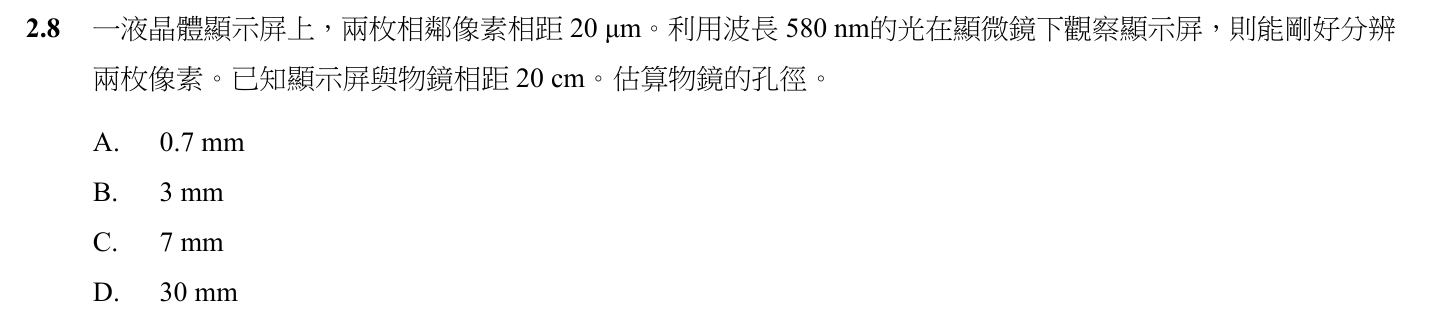 2.8 一液晶體顯示屏上，兩枚相鄰像素相距 20 μm。利用波長 580 nm的光在顯微鏡下觀察顯示屏，則能剛好分辨
兩枚像素。已知顯示屏與物鏡相距 20 cm。估算物鏡的孔徑。
A. 0.7 mm
B. 3 mm
C. 7 mm
D. 30 mm